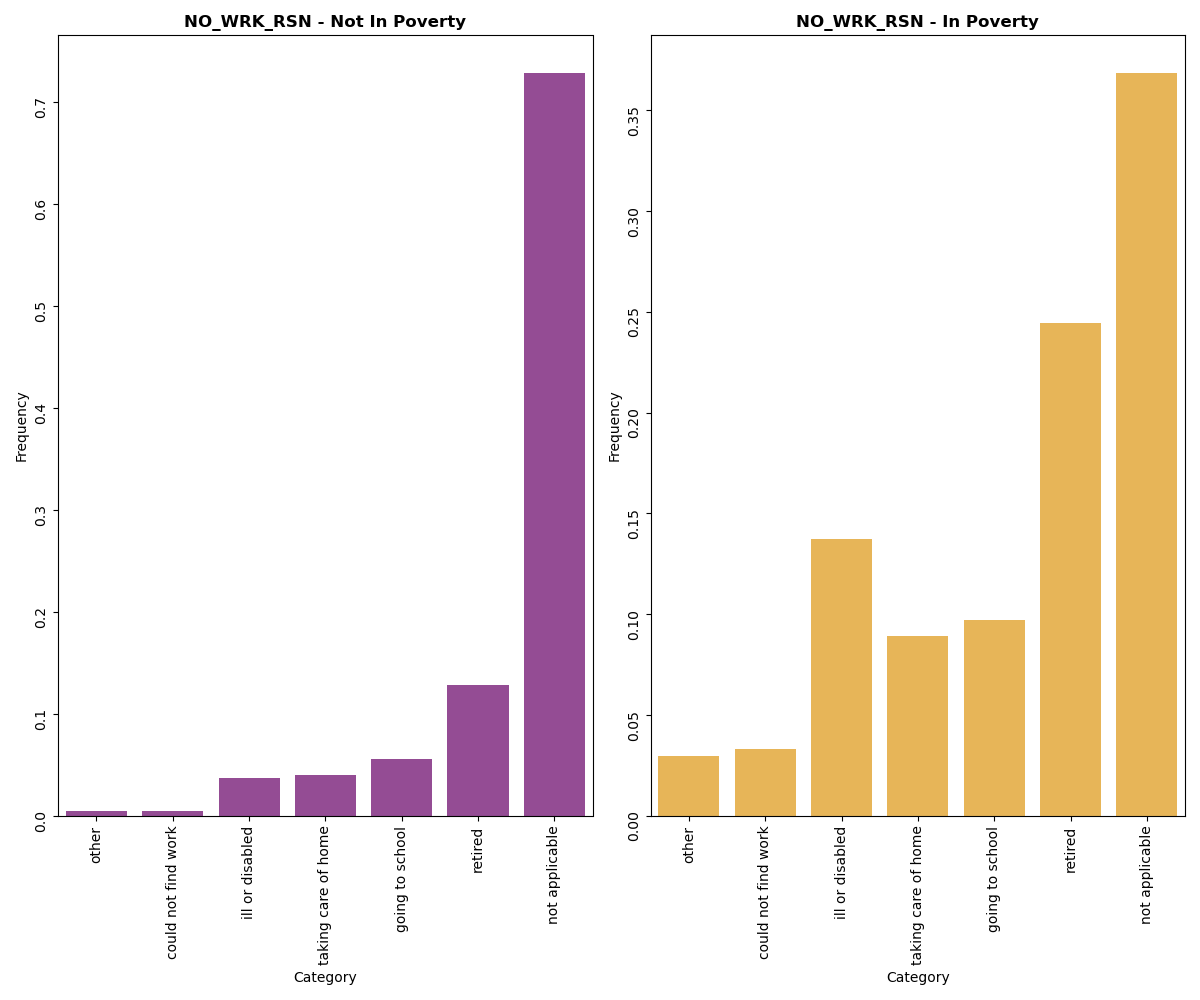 NO_WRK_RSN - Not In Poverty
Frequency
0.7
0.6
0.5
0.4
0.3
0.2
0.1
0.0
other
could not find work
ill or disabled
taking care of home
going to school
retired
not applicable
Category
NO_WRK_RSN - In Poverty
Frequency
0.35
0.30
0.25
0.20
0.15
0.10
0.05
0.00
other
could not find work
ill or disabled
taking care of home
going to school
retired
not applicable
Category